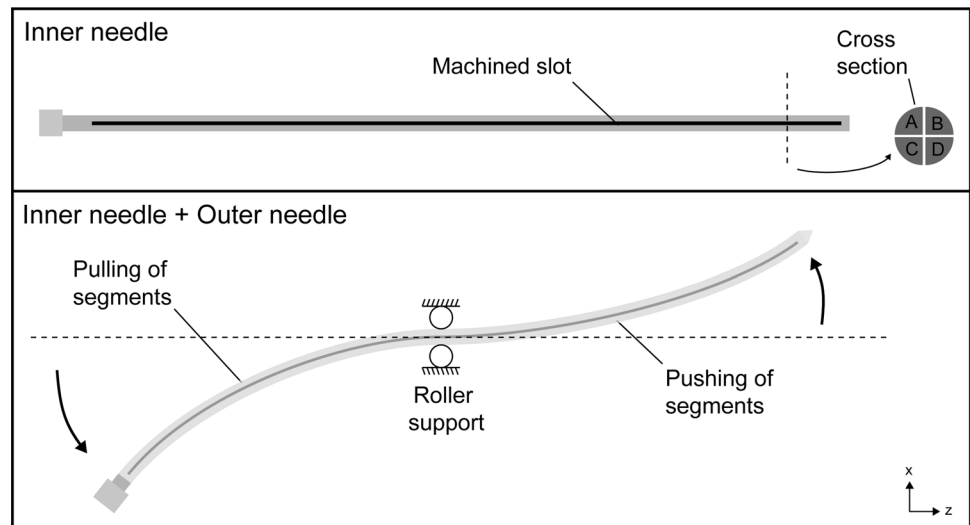 Inner needle
Cross
section
Machined slot
A B
C D
Inner needle + Outer needle
Pulling of
segments
Roller
support
Pushing of
segments
x
z